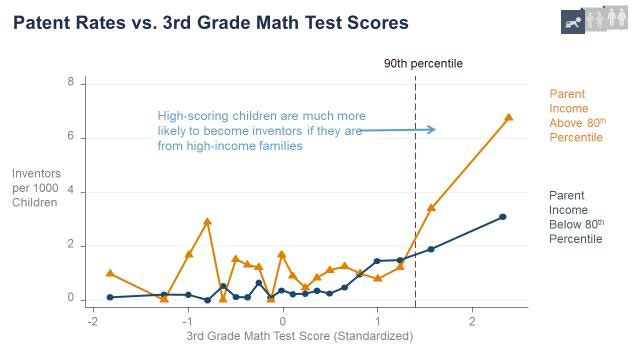 Patent Rates vs. 3rd Grade Math Test Scores
90th percentile
8
6
4
2
0
Inventors
per 1000
Children
High-scoring children are much more
likely to become inventors if they are
from high-income families
Parent
Income
Above 80th
Percentile
Parent
Income
Below 80th
Percentile
-2
-1
0
1
2
3rd Grade Math Test Score (Standardized)